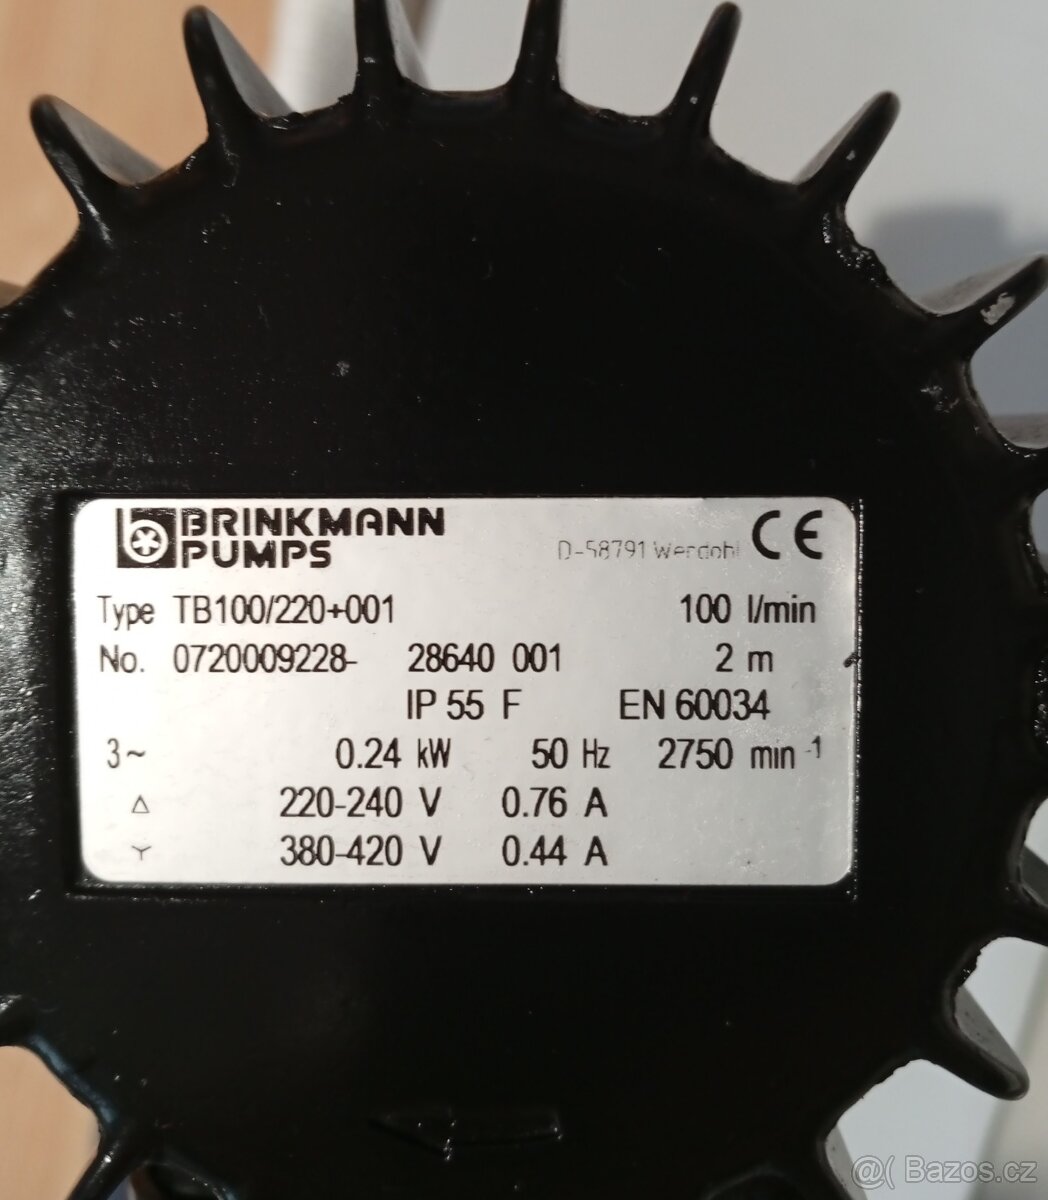 BRINKMANN
PUMPS
D-58791 Werdohl CE
Type TB100/220+001 100 l/min
No. 0720009228- 28640 001 2 m
IP 55 F EN 60034
3~ 0.24 kW 50 Hz 2750 min -1
△ 220-240 V 0.76 A
Y 380-420 V 0.44 A
@( Bazos.cz